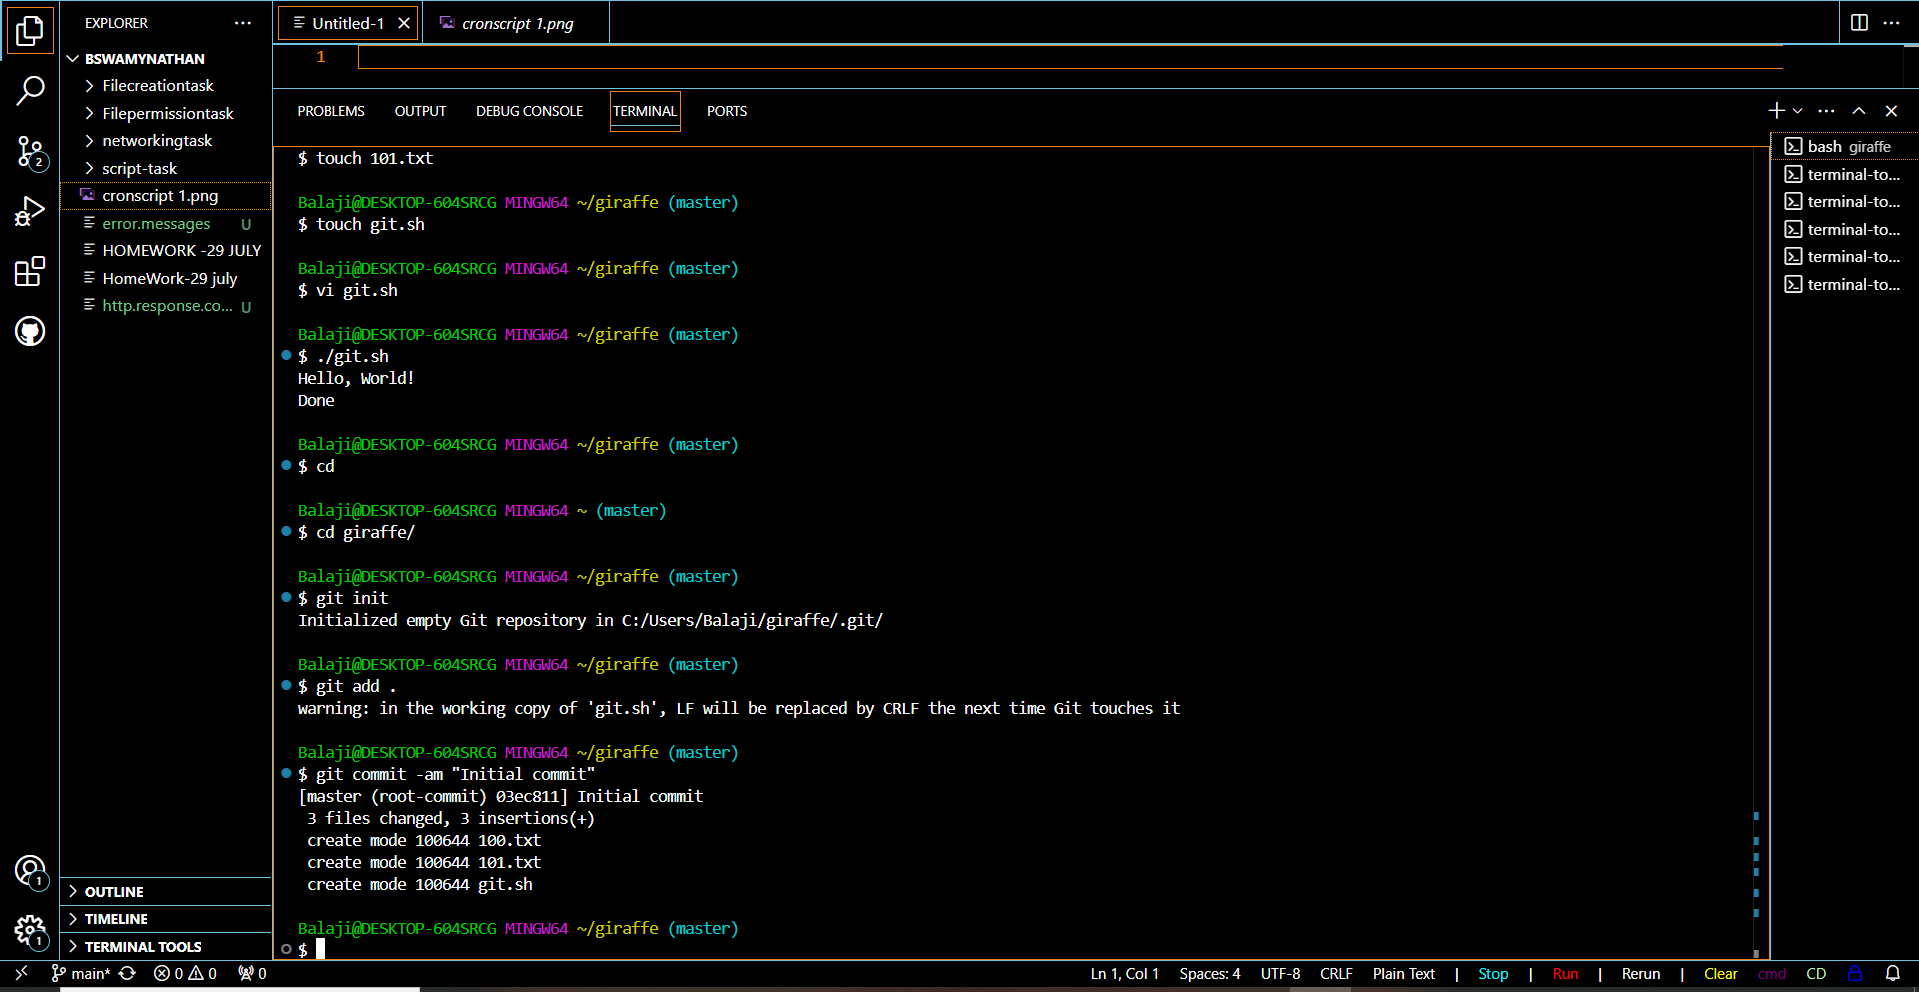 EXPLORER
Untitled-1
cronscript 1.png
BSWAMYNATHAN
Filecreationtask
Filepermissiontask
networkingtask
script-task
cronscript 1.png
error.messages U
HOMEWORK -29 JULY
HomeWork-29 july
http.response.co... U
2
1
PROBLEMS OUTPUT DEBUG CONSOLE TERMINAL PORTS
$ touch 101.txt
Balaji@DESKTOP-604SRCG MINGW64 ~/giraffe (master)
$ touch git.sh
Balaji@DESKTOP-604SRCG MINGW64 ~/giraffe (master)
$ vi git.sh
Balaji@DESKTOP-604SRCG MINGW64 ~/giraffe (master)
$ ./git.sh
Hello, World!
Done
Balaji@DESKTOP-604SRCG MINGW64 ~/giraffe (master)
$ cd
Balaji@DESKTOP-604SRCG MINGW64 ~ (master)
$ cd giraffe/
Balaji@DESKTOP-604SRCG MINGW64 ~/giraffe (master)
$ git init
Initialized empty Git repository in C:/Users/Balaji/giraffe/.git/
Balaji@DESKTOP-604SRCG MINGW64 ~/giraffe (master)
$ git add .
warning: in the working copy of 'git.sh', LF will be replaced by CRLF the next time Git touches it
Balaji@DESKTOP-604SRCG MINGW64 ~/giraffe (master)
$ git commit -am "Initial commit"
[master (root-commit) 03ec811] Initial commit
3 files changed, 3 insertions(+)
create mode 100644 100.txt
create mode 100644 101.txt
create mode 100644 git.sh
Balaji@DESKTOP-604SRCG MINGW64 ~/giraffe (master)
$
bash giraffe
terminal-to...
terminal-to...
terminal-to...
terminal-to...
terminal-to...
1
1
OUTLINE
TIMELINE
TERMINAL TOOLS
main* 0 0 0 Ln 1, Col 1 Spaces: 4 UTF-8 CRLF Plain Text | Stop | Run | Rerun | Clear cmd CD